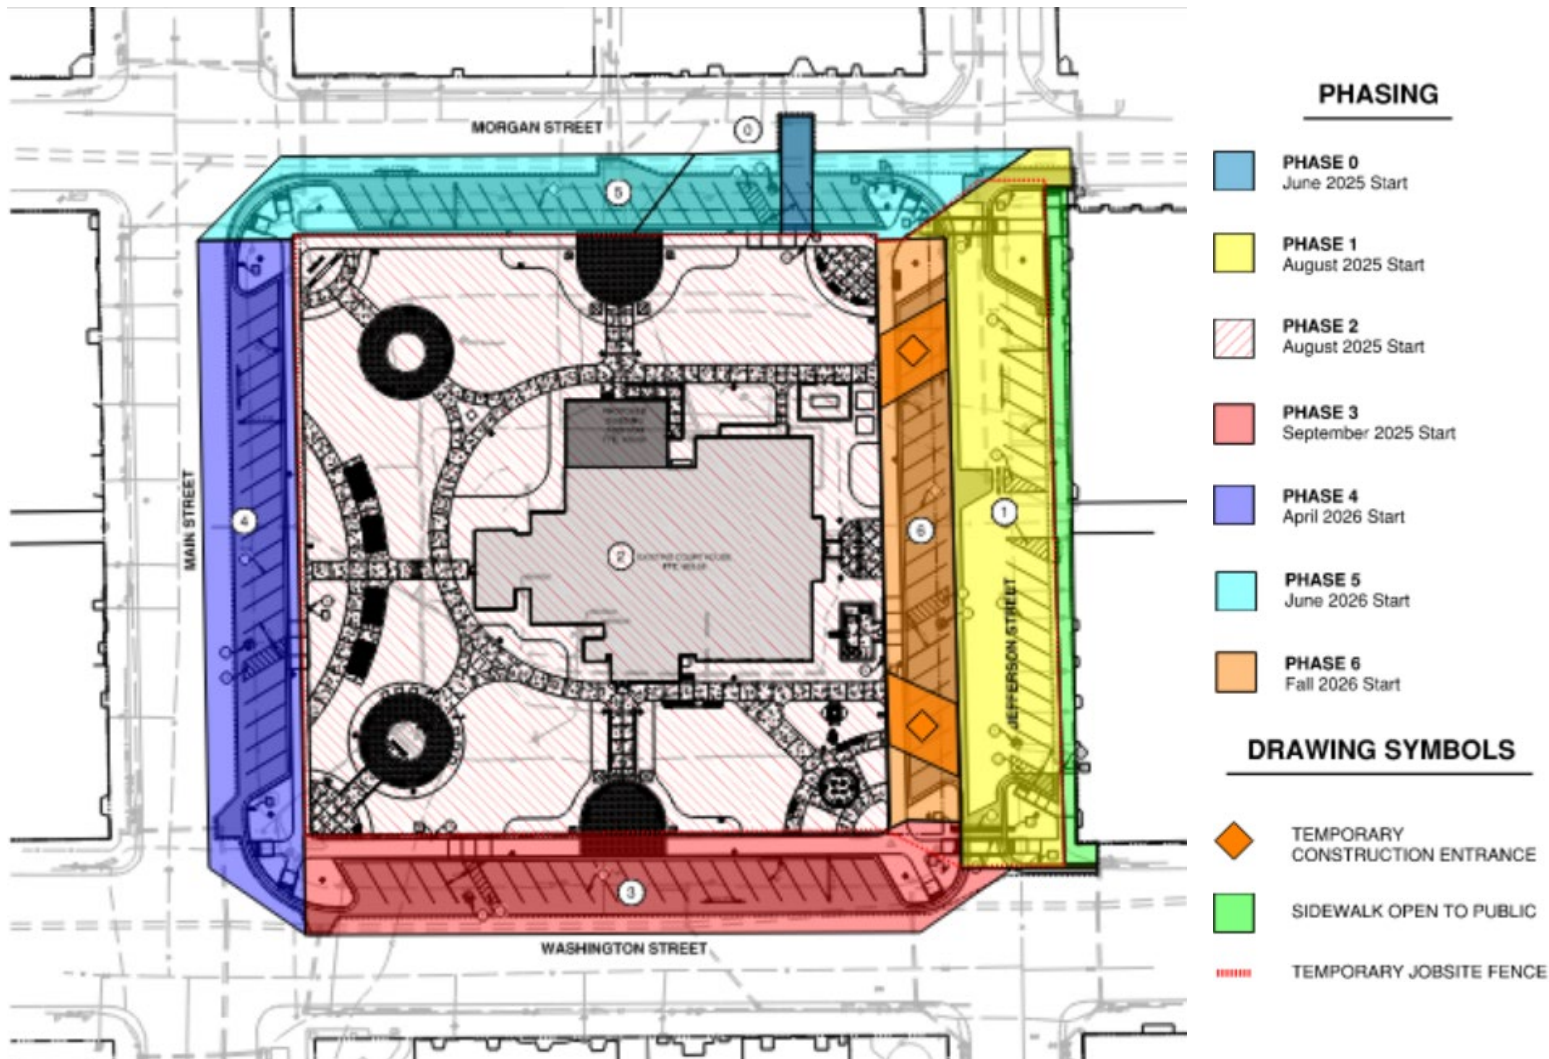 MORGAN STREET
0
5
MAIN STREET
4
2
EXISTING COURTHOUSE
6
1
JEFFERSON STREET
3
WASHINGTON STREET
PHASING
PHASE 0
June 2025 Start
PHASE 1
August 2025 Start
PHASE 2
August 2025 Start
PHASE 3
September 2025 Start
PHASE 4
April 2026 Start
PHASE 5
June 2026 Start
PHASE 6
Fall 2026 Start
DRAWING SYMBOLS
TEMPORARY
CONSTRUCTION ENTRANCE
SIDEWALK OPEN TO PUBLIC
TEMPORARY JOBSITE FENCE